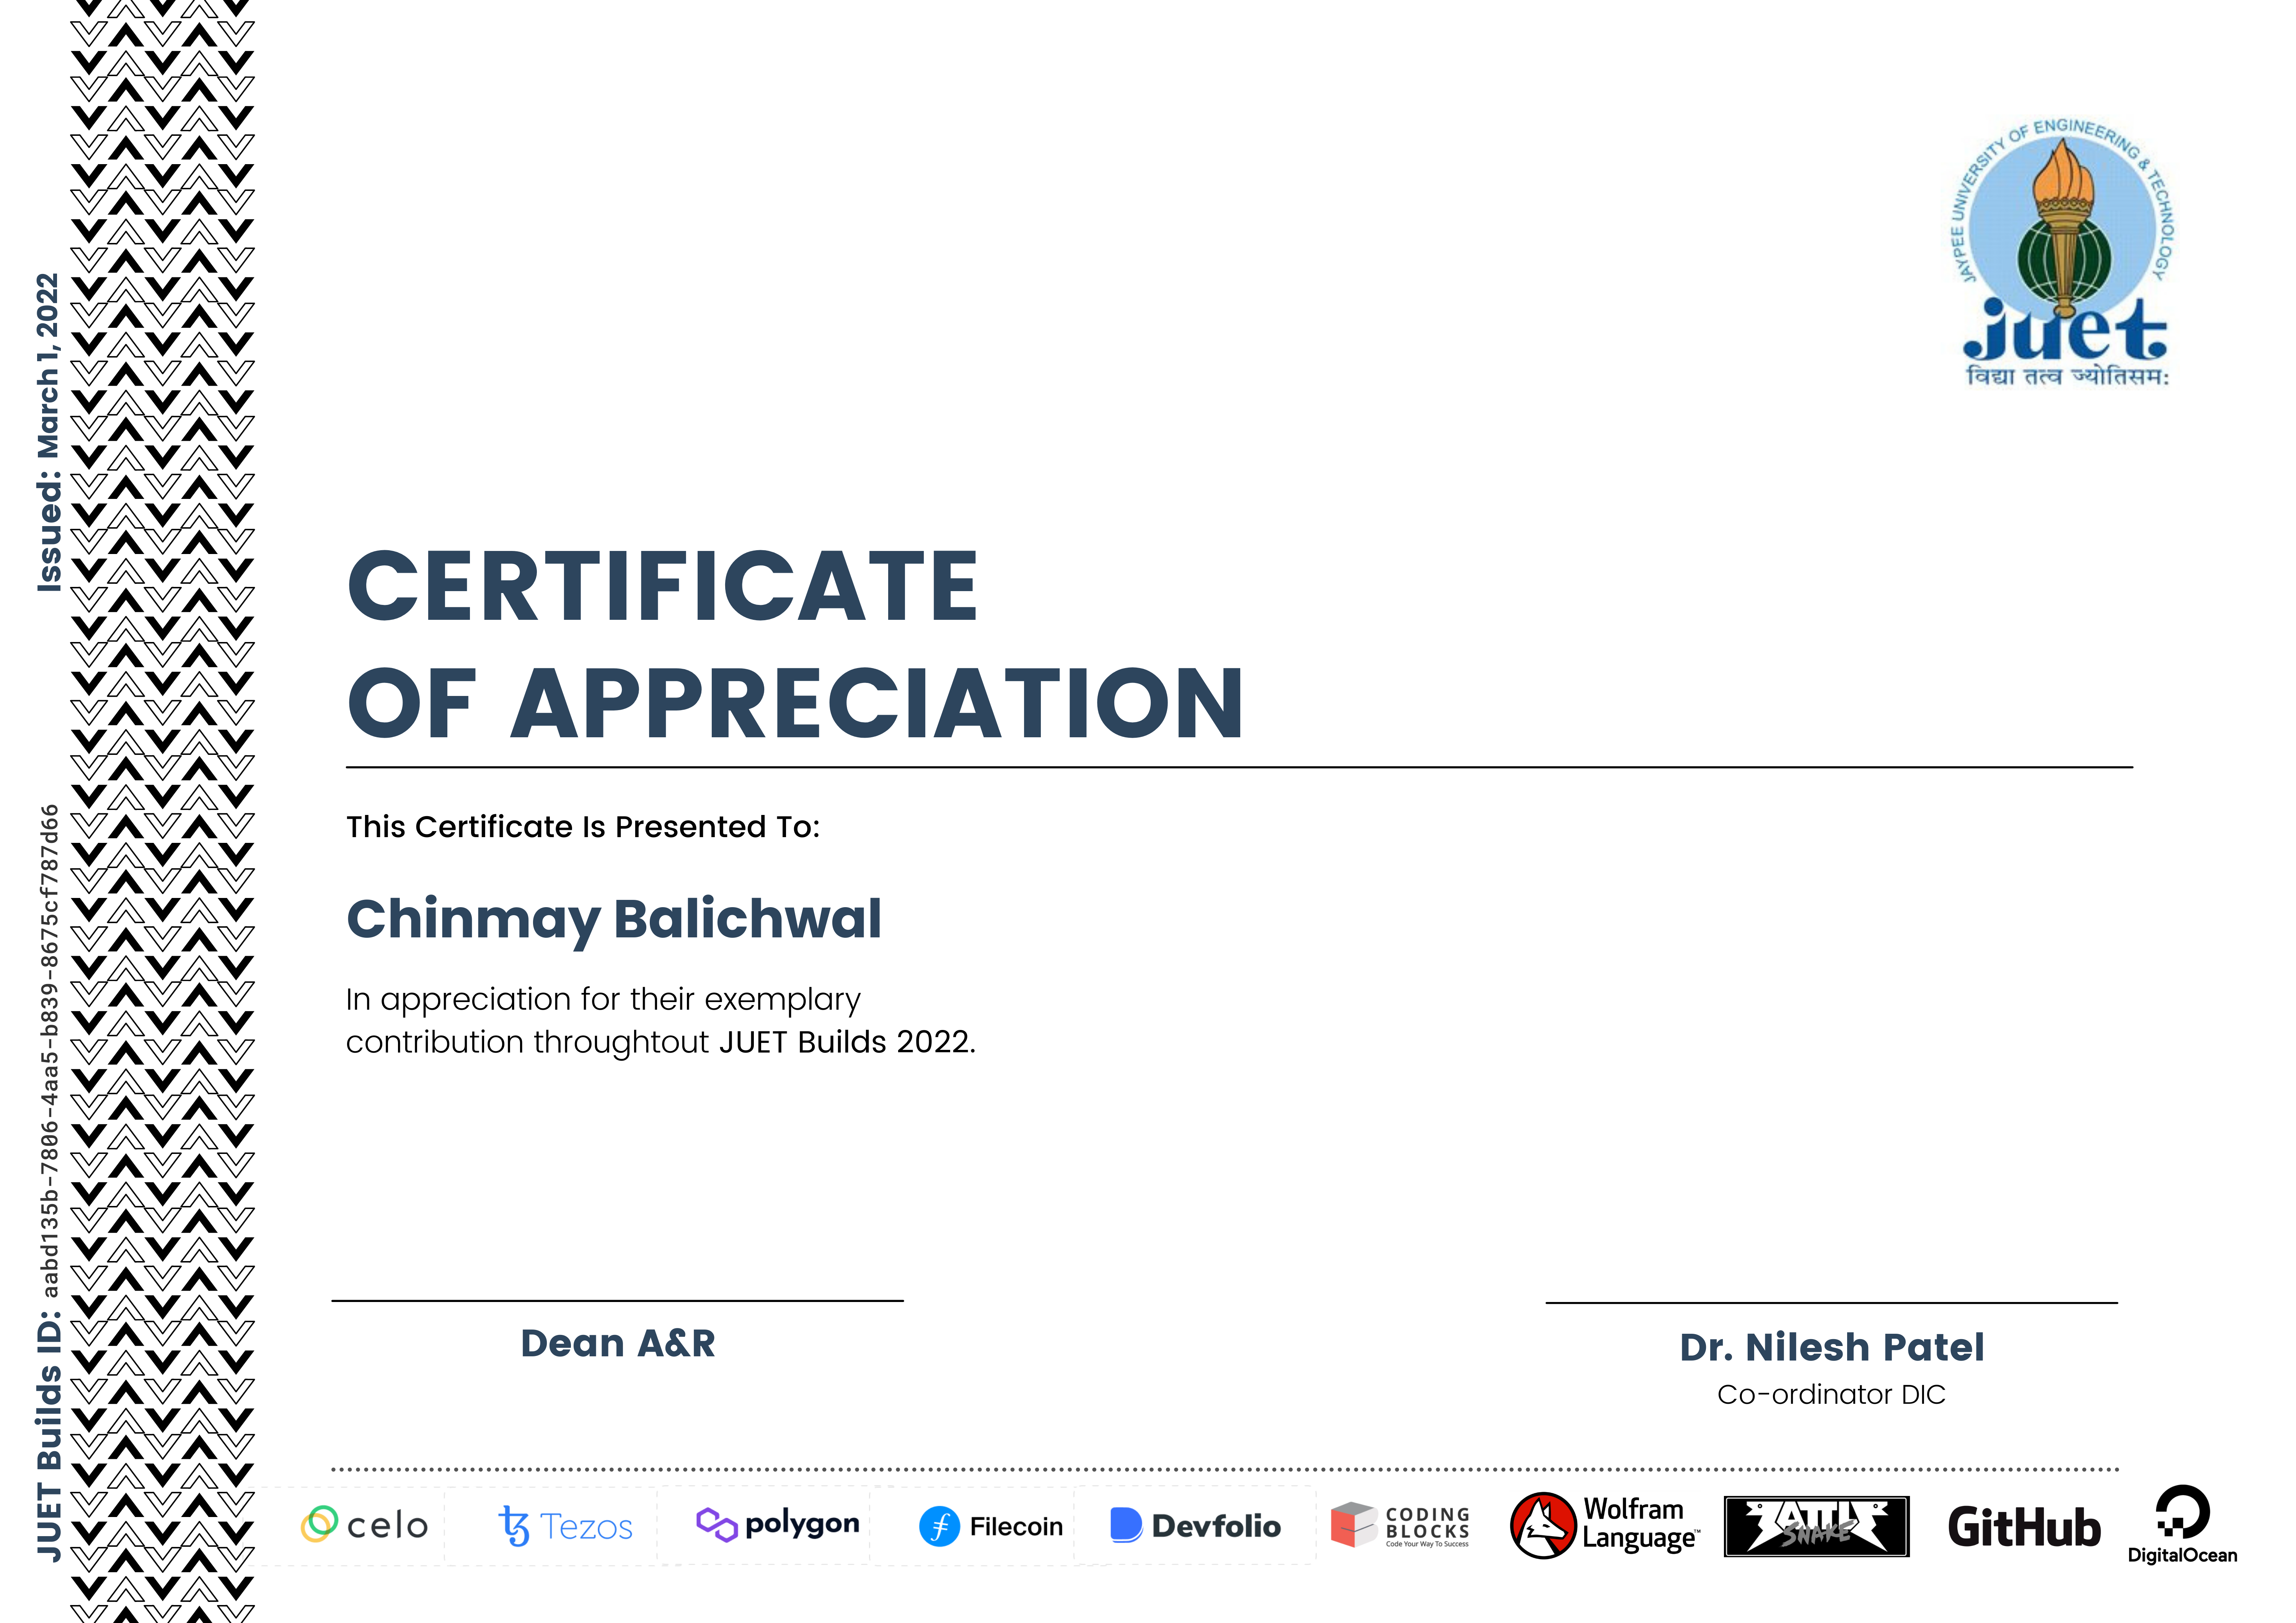 JAYPEE UNIVERSITY OF ENGINEERING & TECHNOLOGY
juet
विद्या तत्व ज्योतिसम:
Issued: March 1, 2022
JUET Builds ID: aabd135b-7806-4aa5-b839-8675cf787d66
CERTIFICATE
OF APPRECIATION
This Certificate Is Presented To:
Chinmay Balichwal
In appreciation for their exemplary
contribution throughtout JUET Builds 2022.
Dean A&R
Dr. Nilesh Patel
Co-ordinator DIC
celo
Tezos
polygon
Filecoin
Devfolio
CODING
BLOCKS
Code Your Way To Success
Wolfram
Language™
SNAKE
GitHub
DigitalOcean